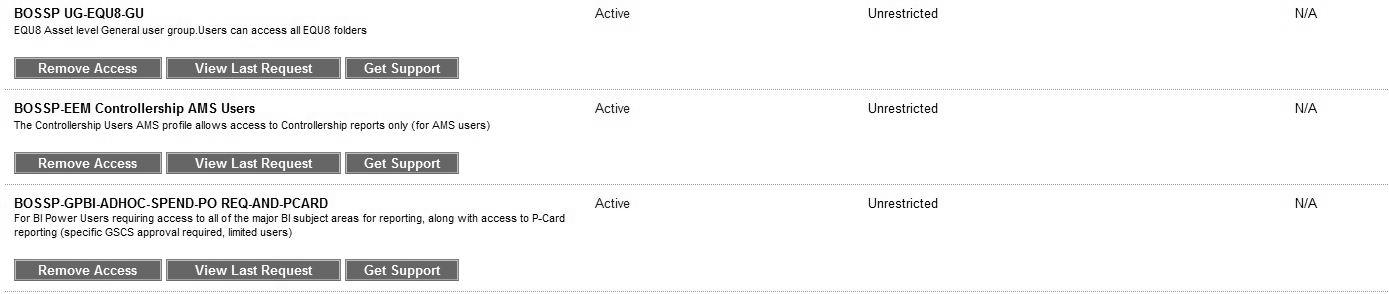 BOSSP UG-EQU8-GU Active Unrestricted N/A
EQU8 Asset level General user group.Users can access all EQU8 folders
Remove Access View Last Request Get Support
BOSSP-EEM Controllership AMS Users Active Unrestricted N/A
The Controllership Users AMS profile allows access to Controllership reports only (for AMS users)
Remove Access View Last Request Get Support
BOSSP-GPBI-ADHOC-SPEND-PO REQ-AND-PCARD Active Unrestricted N/A
For BI Power Users requiring access to all of the major BI subject areas for reporting, along with access to P-Card
reporting (specific GSCS approval required, limited users)
Remove Access View Last Request Get Support